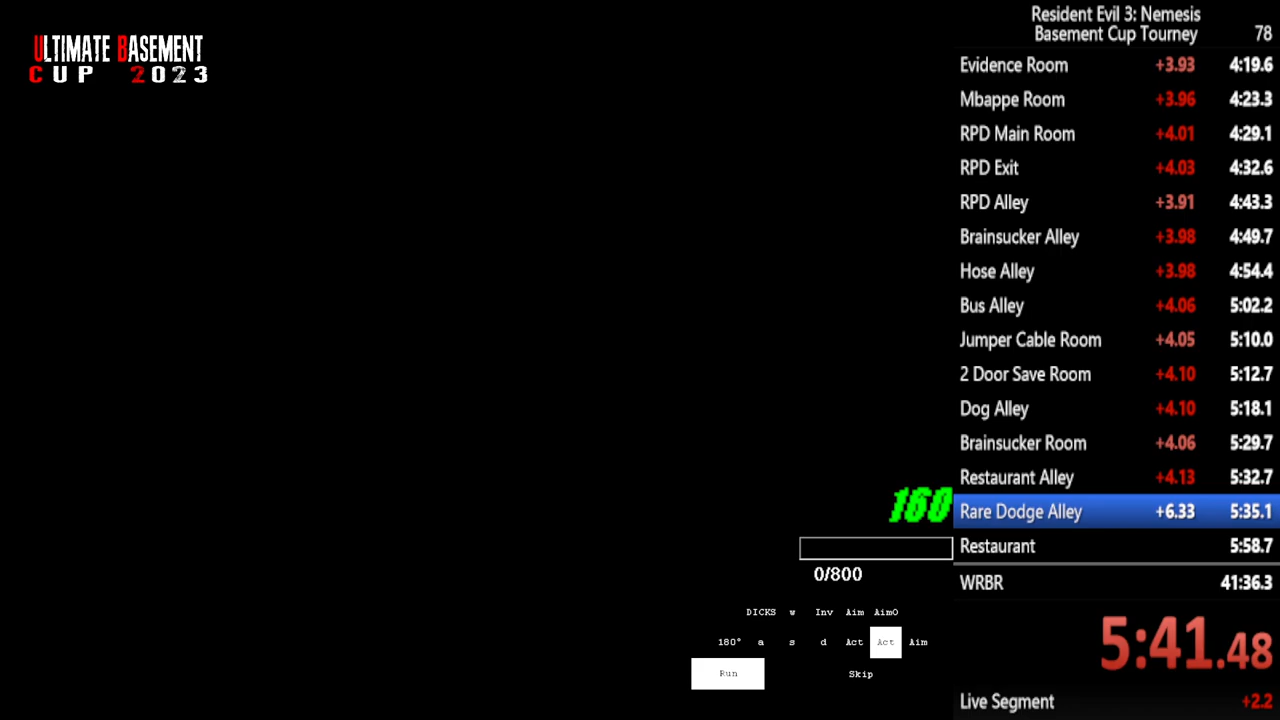 ULTIMATE BASEMENT
CUP 2023
Resident Evil 3: Nemesis
Basement Cup Tourney 78
Evidence Room +3.93 4:19.6
Mbappe Room +3.96 4:23.3
RPD Main Room +4.01 4:29.1
RPD Exit +4.03 4:32.6
RPD Alley +3.91 4:43.3
Brainsucker Alley +3.98 4:49.7
Hose Alley +3.98 4:54.4
Bus Alley +4.06 5:02.2
Jumper Cable Room +4.05 5:10.0
2 Door Save Room +4.10 5:12.7
Dog Alley +4.10 5:18.1
Brainsucker Room +4.06 5:29.7
Restaurant Alley +4.13 5:32.7
160
Rare Dodge Alley +6.33 5:35.1
Restaurant 5:58.7
0/800
WRBR 41:36.3
DICKS w Inv Aim AimO
180° a s d Act Act Aim
Run Skip
5:41.48
Live Segment +2.2